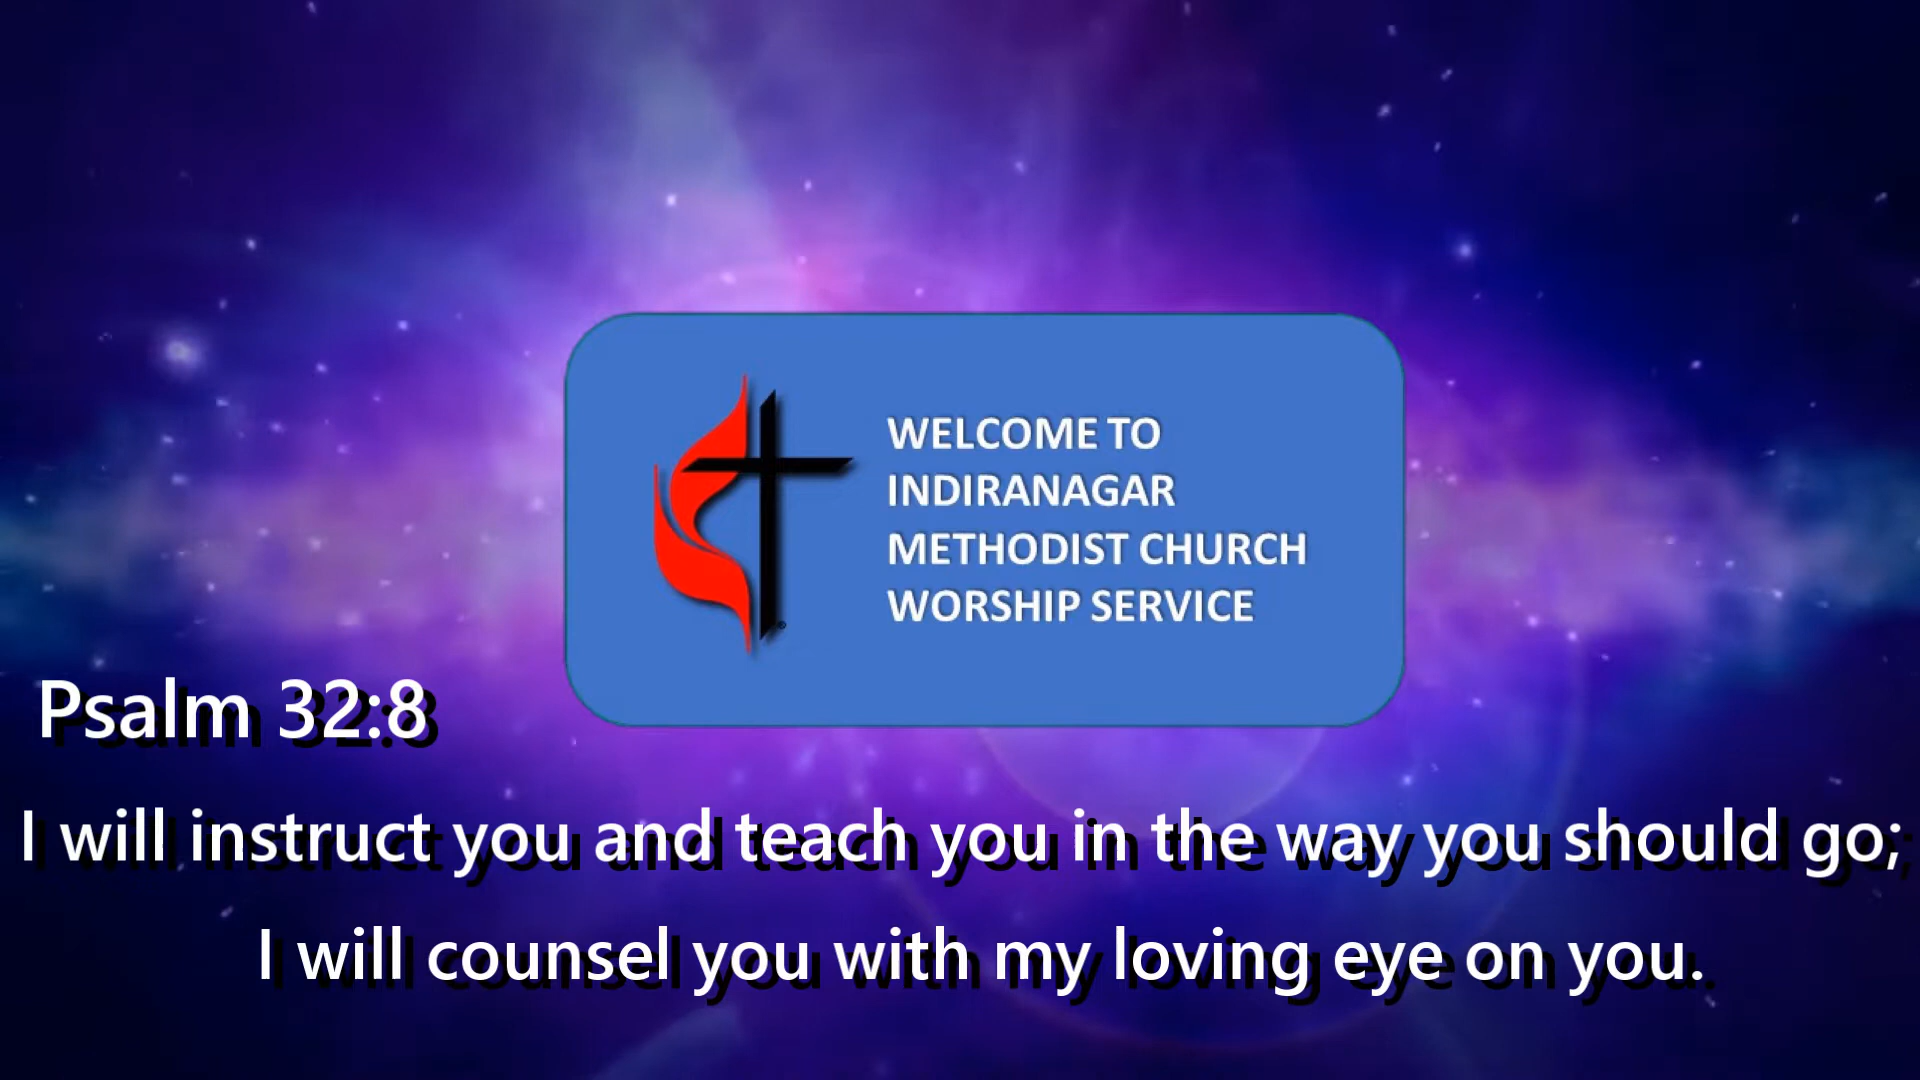 WELCOME TO
INDIRANAGAR
METHODIST CHURCH
WORSHIP SERVICE
Psalm 32:8
I will instruct you and teach you in the way you should go;
I will counsel you with my loving eye on you.